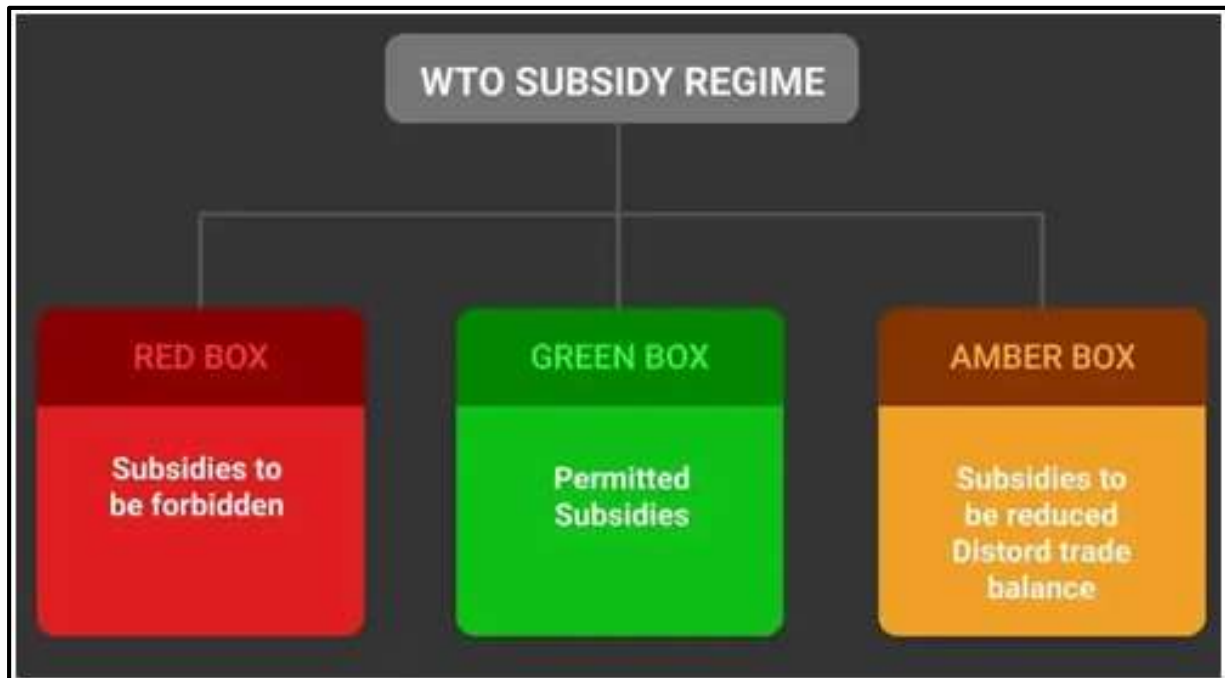 WTO SUBSIDY REGIME
RED BOX
Subsidies to
be forbidden
GREEN BOX
Permitted
Subsidies
AMBER BOX
Subsidies to
be reduced
Distord trade
balance